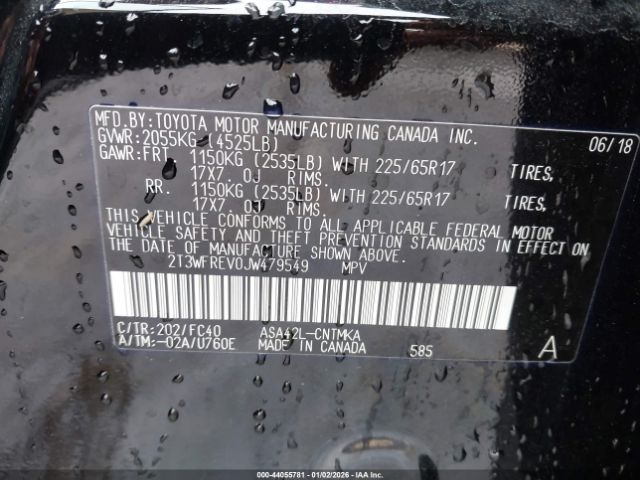 MFD.BY:TOYOTA MOTOR MANUFACTURING CANADA INC. 06/18
GVWR:2055KG (4525LB)
GAWR:FRT 1150KG (2535LB) WITH 225/65R17 TIRES,
17X7. 0J RIMS.
RR. 1150KG (2535LB) WITH 225/65R17 TIRES,
17X7. 0J RIMS.
THIS VEHICLE CONFORMS TO ALL APPLICABLE FEDERAL MOTOR
VEHICLE SAFETY AND THEFT PREVENTION STANDARDS IN EFFECT ON
THE DATE OF MANUFACTURE SHOWN ABOVE.
2T3WFREV0JW479549 MPV
C/TR:202/FC40 ASA42L-CNTMKA
A/TM:-02A/U760E MADE IN CANADA 585 A
000-44055781 - 01/02/2026 - IAA Inc.